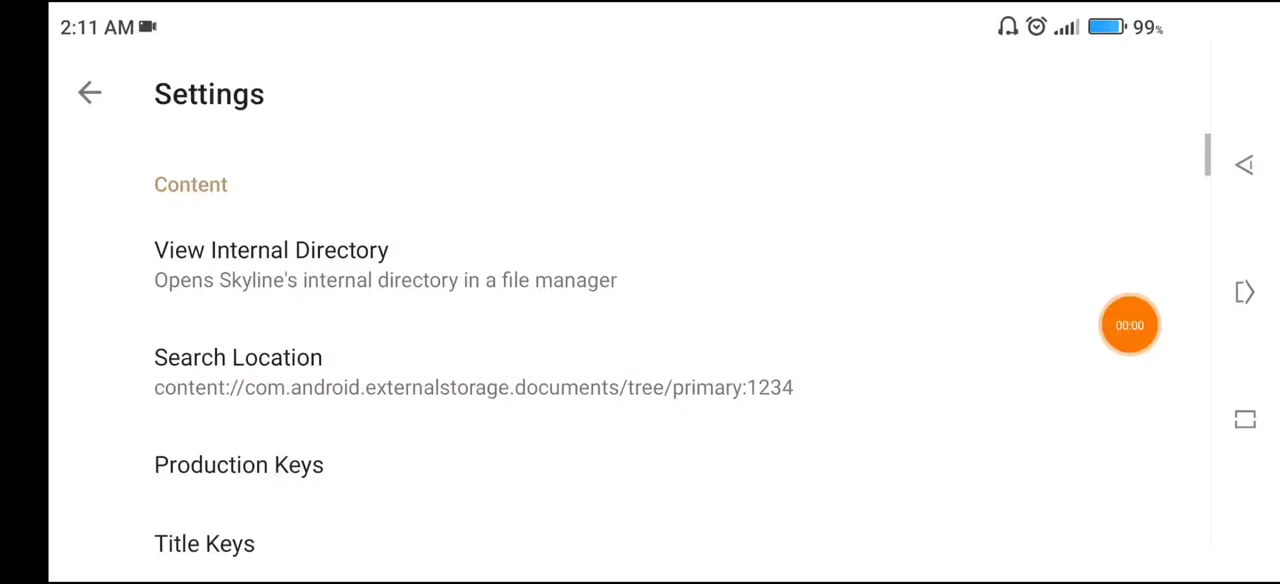 2:11 AM
99%
Settings
Content
View Internal Directory
Opens Skyline's internal directory in a file manager
00:00
Search Location
content://com.android.externalstorage.documents/tree/primary:1234
Production Keys
Title Keys